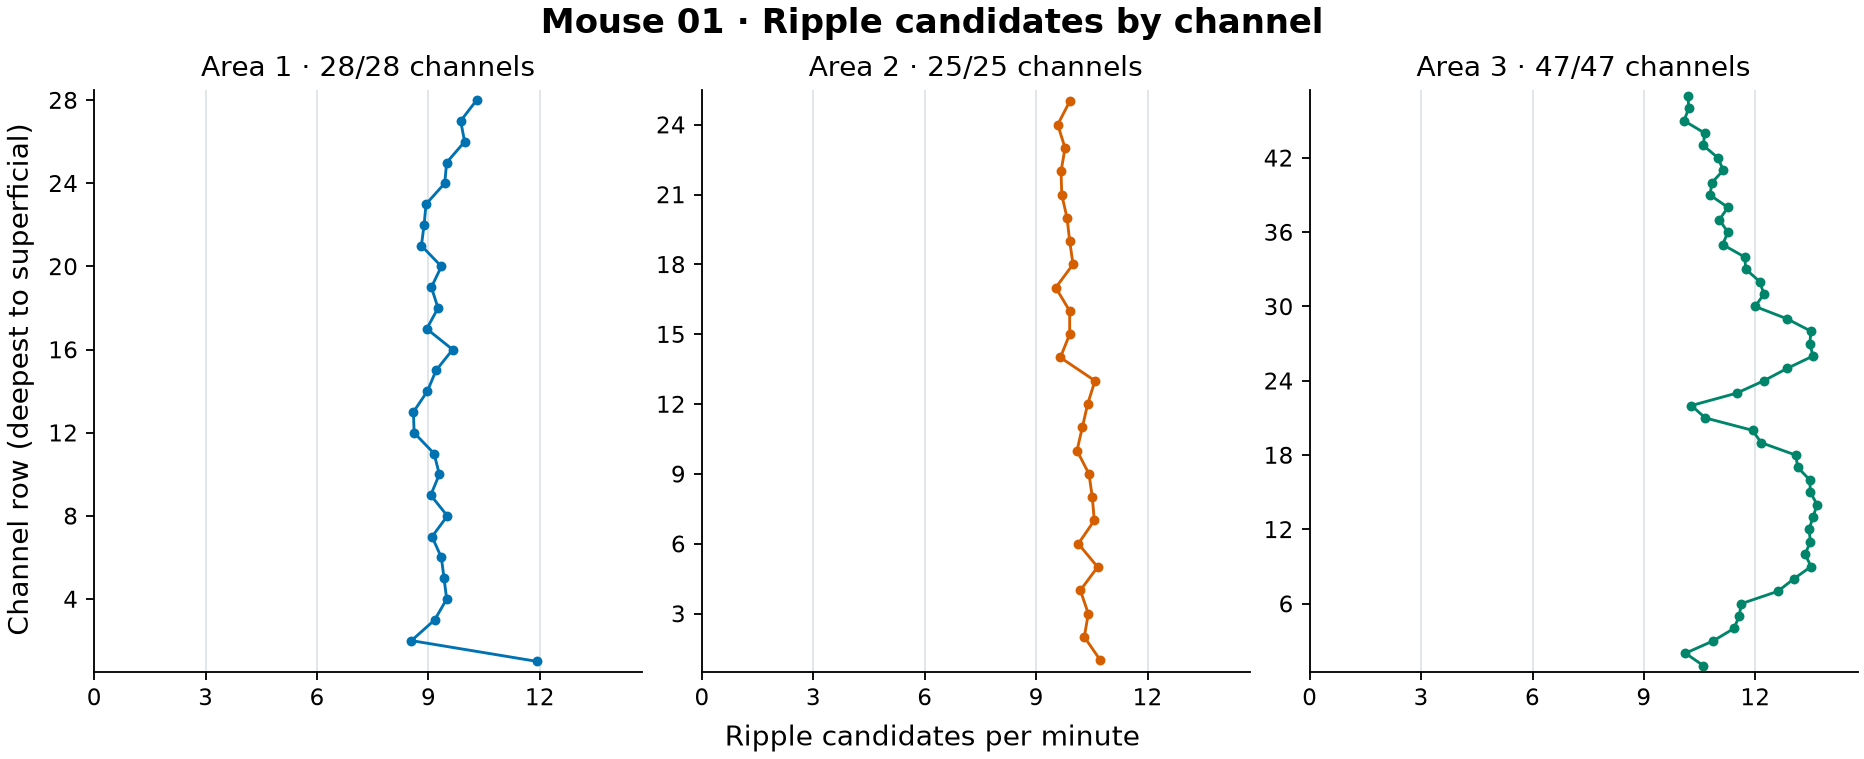 Mouse 01 · Ripple candidates by channel
Area 1 · 28/28 channels
Channel row (deepest to superficial)
28
24
20
16
12
8
4
0 3 6 9 12
Area 2 · 25/25 channels
24
21
18
15
12
9
6
3
0 3 6 9 12
Area 3 · 47/47 channels
42
36
30
24
18
12
6
0 3 6 9 12
Ripple candidates per minute